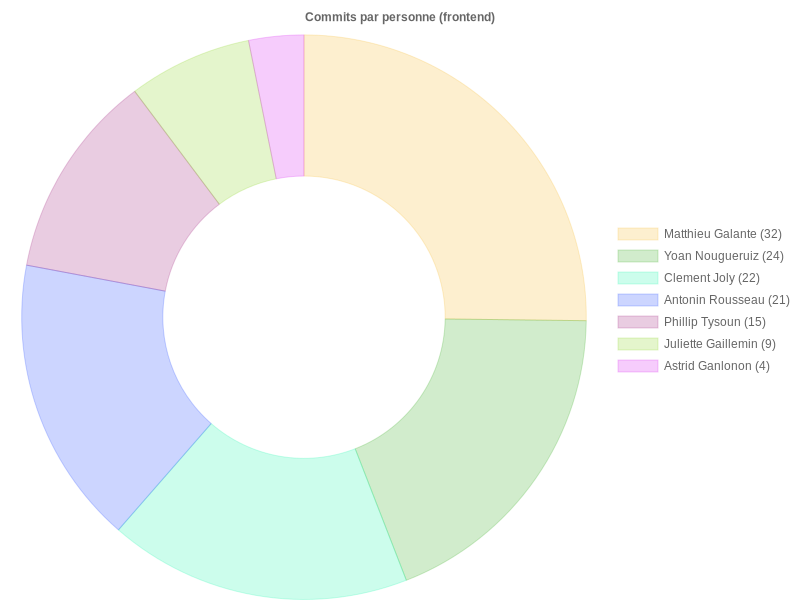 Commits par personne (frontend)
Matthieu Galante (32)
Yoan Nougueruiz (24)
Clement Joly (22)
Antonin Rousseau (21)
Phillip Tysoun (15)
Juliette Gaillemin (9)
Astrid Ganlonon (4)